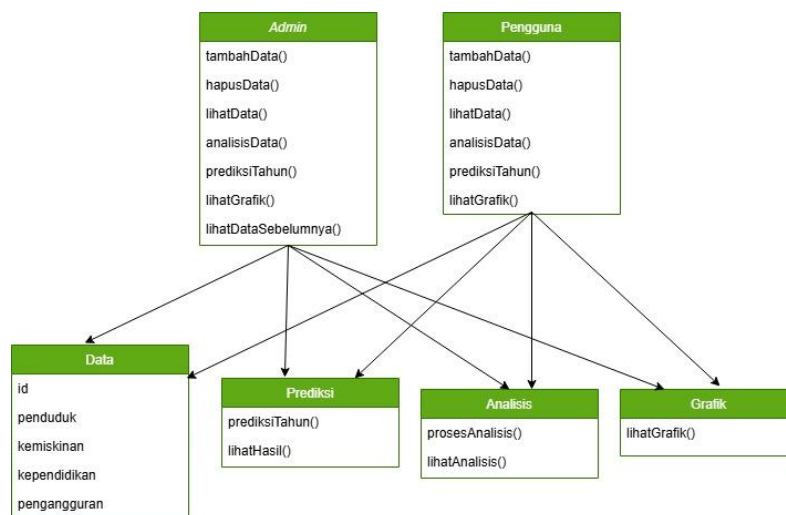 Admin
tambahData()
hapusData()
lihatData()
analisisData()
prediksiTahun()
lihatGrafik()
lihatDataSebelumnya()
Pengguna
tambahData()
hapusData()
lihatData()
analisisData()
prediksiTahun()
lihatGrafik()
Data
id
penduduk
kemiskinan
kependidikan
pengangguran
Prediksi
prediksiTahun()
lihatHasil()
Analisis
prosesAnalisis()
lihatAnalisis()
Grafik
lihatGrafik()